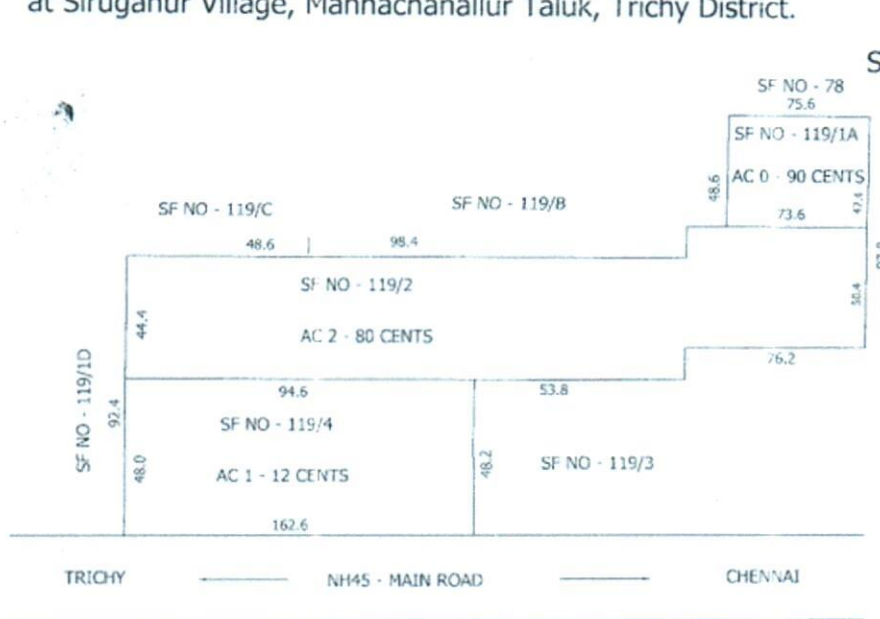 at Siruganur Village, Mannachanallur Taluk, Trichy District.
S
SF NO - 78
75.6
SF NO - 119/1A
AC 0 - 90 CENTS
48.6
47.4
73.6
SF NO - 119/C
SF NO - 119/B
48.6
98.4
SF NO - 119/2
AC 2 - 80 CENTS
44.4
50.4
76.2
SF NO - 119/1D
92.4
94.6
53.8
SF NO - 119/4
AC 1 - 12 CENTS
48.0
48.2
SF NO - 119/3
162.6
TRICHY
NH45 - MAIN ROAD
CHENNAI